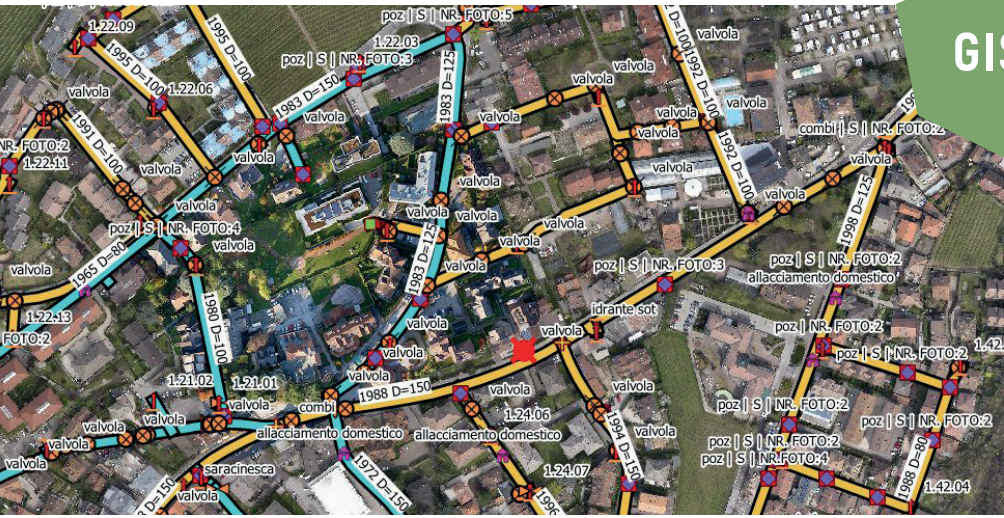 GIS
poz | S | NR. FOTO:5
valvola
1.22.09
1995 D=100
1.22.03
poz | S | NR. FOTO:3
1983 D=125
1992 D=100
valvola
valvola
1995 D=100
1.22.06
valvola
1983 D=150
valvola
valvola
valvola
combi | S | NR. FOTO:2
NR. FOTO:2
1.22.11
1991 D=100
valvola
valvola
valvola
valvola
valvola
1992 D=100
valvola
valvola
valvola
valvola
valvola
1998 D=125
poz | S | NR. FOTO:4
valvola
valvola
valvola
1965 D=80
1983 D=125
valvola
poz | S | NR. FOTO:3
poz | S | NR. FOTO:2
allacciamento domestico
1.22.13
FOTO:2
1980 D=100
valvola
valvola
idrante sot
valvola
poz | S | NR. FOTO:2
poz | S | NR. FOTO:2
1.42.
1.21.02
1.21.01
valvola
1988 D=150
valvola
valvola
valvola
combi
1.24.06
poz | S | NR. FOTO:2
valvola
valvola
allacciamento domestico
allacciamento domestico
1994 D=150
valvola
poz | S | NR. FOTO:2
poz | S | NR. FOTO:2
poz | S | NR.FOTO:4
valvola
valvola
saracinesca
valvola
1972 D=150
1.24.07
1988 D=80
1.42.04
D=150
1996